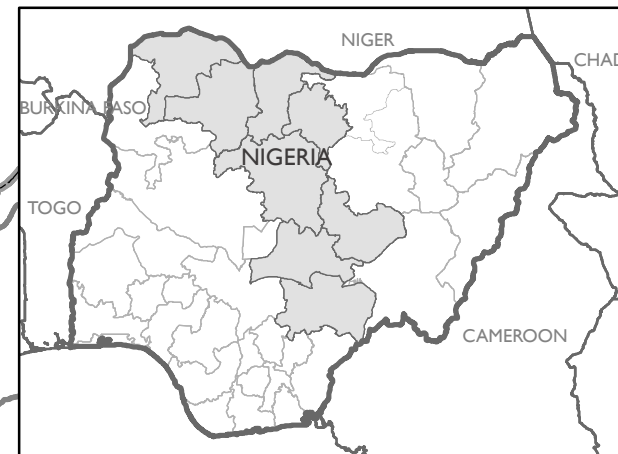 NIGER
CHAD
BURKINA FASO
NIGERIA
TOGO
CAMEROON